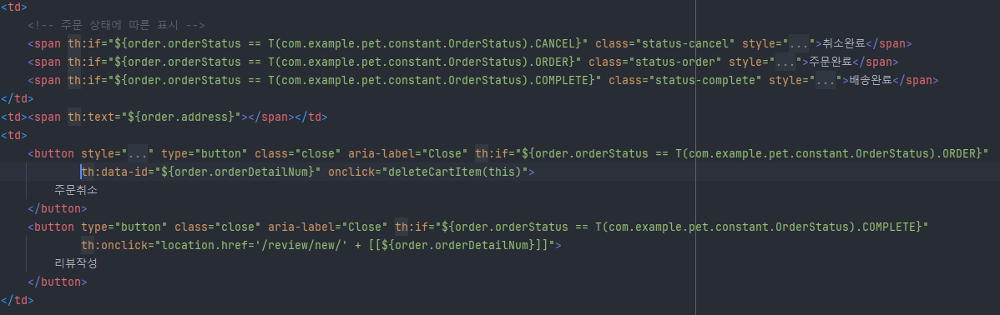 <td>
<!-- 주문 상태에 따른 표시 -->
<span th:if="${order.orderStatus == T(com.example.pet.constant.OrderStatus).CANCEL}" class="status-cancel" style="...">취소완료</span>
<span th:if="${order.orderStatus == T(com.example.pet.constant.OrderStatus).ORDER}" class="status-order" style="...">주문완료</span>
<span th:if="${order.orderStatus == T(com.example.pet.constant.OrderStatus).COMPLETE}" class="status-complete" style="...">배송완료</span>
</td>
<td><span th:text="${order.address}"></span></td>
<td>
<button style="..." type="button" class="close" aria-label="Close" th:if="${order.orderStatus == T(com.example.pet.constant.OrderStatus).ORDER}"
th:data-id="${order.orderDetailNum}" onclick="deleteCartItem(this)">
주문취소
</button>
<button type="button" class="close" aria-label="Close" th:if="${order.orderStatus == T(com.example.pet.constant.OrderStatus).COMPLETE}"
th:onclick="location.href='/review/new/' + [[${order.orderDetailNum}]]">
리뷰작성
</button>
</td>